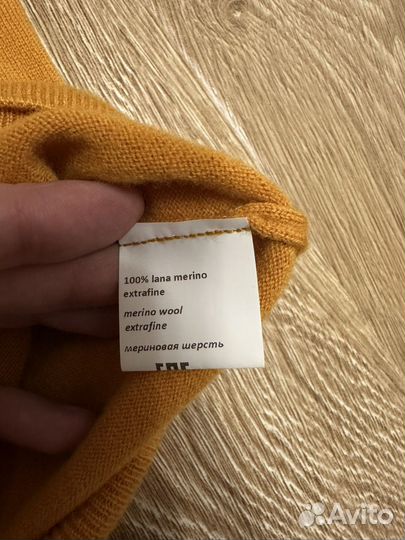 100% lana merino
extrafine
merino wool
extrafine
мериновая шерсть
Avito